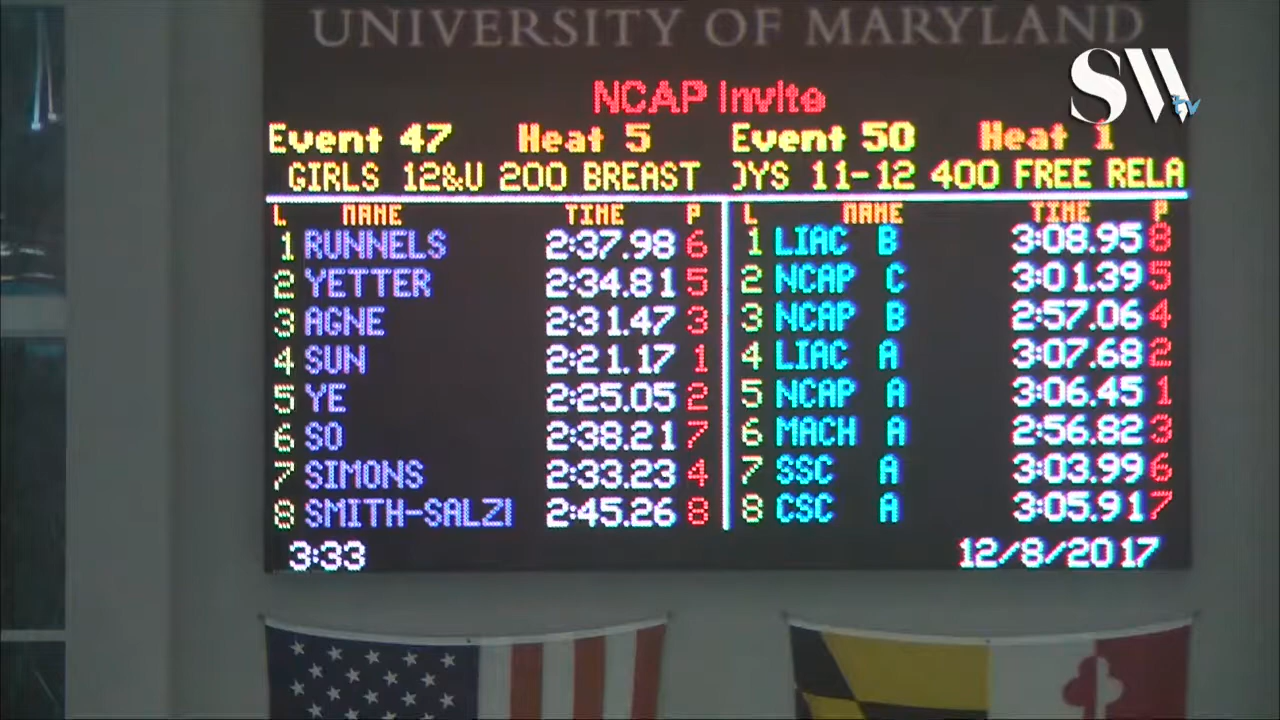 UNIVERSITY OF MARYLAND
SW
tv
NCAP Invite
Event 47 Heat 5 Event 50 Heat 1
GIRLS 12&U 200 BREAST OYS 11-12 400 FREE RELA
L NAME TIME P L NAME TIME P
1 RUNNELS 2:37.98 6 1 LIAC B 3:08.95 8
2 YETTER 2:34.81 5 2 NCAP C 3:01.39 5
3 AGNE 2:31.47 3 3 NCAP B 2:57.06 4
4 SUN 2:21.17 1 4 LIAC A 3:07.68 2
5 YE 2:25.05 2 5 NCAP A 3:06.45 1
6 SO 2:38.21 7 6 MACH A 2:56.82 3
7 SIMONS 2:33.23 4 7 SSC A 3:03.99 6
8 SMITH-SALZI 2:45.26 8 8 CSC A 3:05.91 7
3:33 12/8/2017